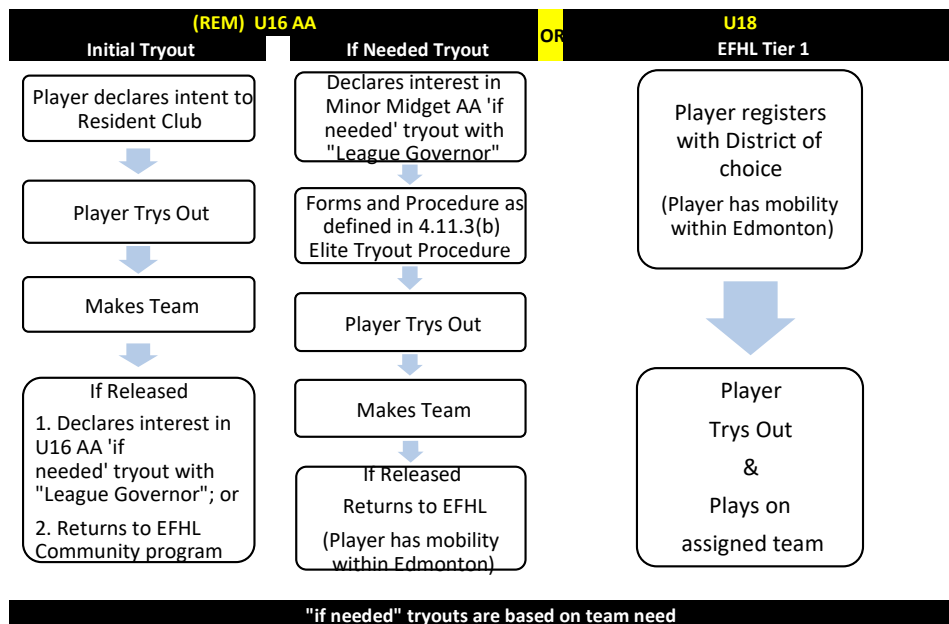 (REM) U16 AA
Initial Tryout
If Needed Tryout
OR
U18
EFHL Tier 1
Player declares intent to
Resident Club
Player Trys Out
Makes Team
If Released
1. Declares interest in
U16 AA 'if
needed' tryout with
"League Governor"; or
2. Returns to EFHL
Community program
Declares interest in
Minor Midget AA 'if
needed' tryout with
"League Governor"
Forms and Procedure as
defined in 4.11.3(b)
Elite Tryout Procedure
Player Trys Out
Makes Team
If Released
Returns to EFHL
(Player has mobility
within Edmonton)
Player registers
with District of
choice
(Player has mobility
within Edmonton)
Player
Trys Out
&
Plays on
assigned team
"if needed" tryouts are based on team need